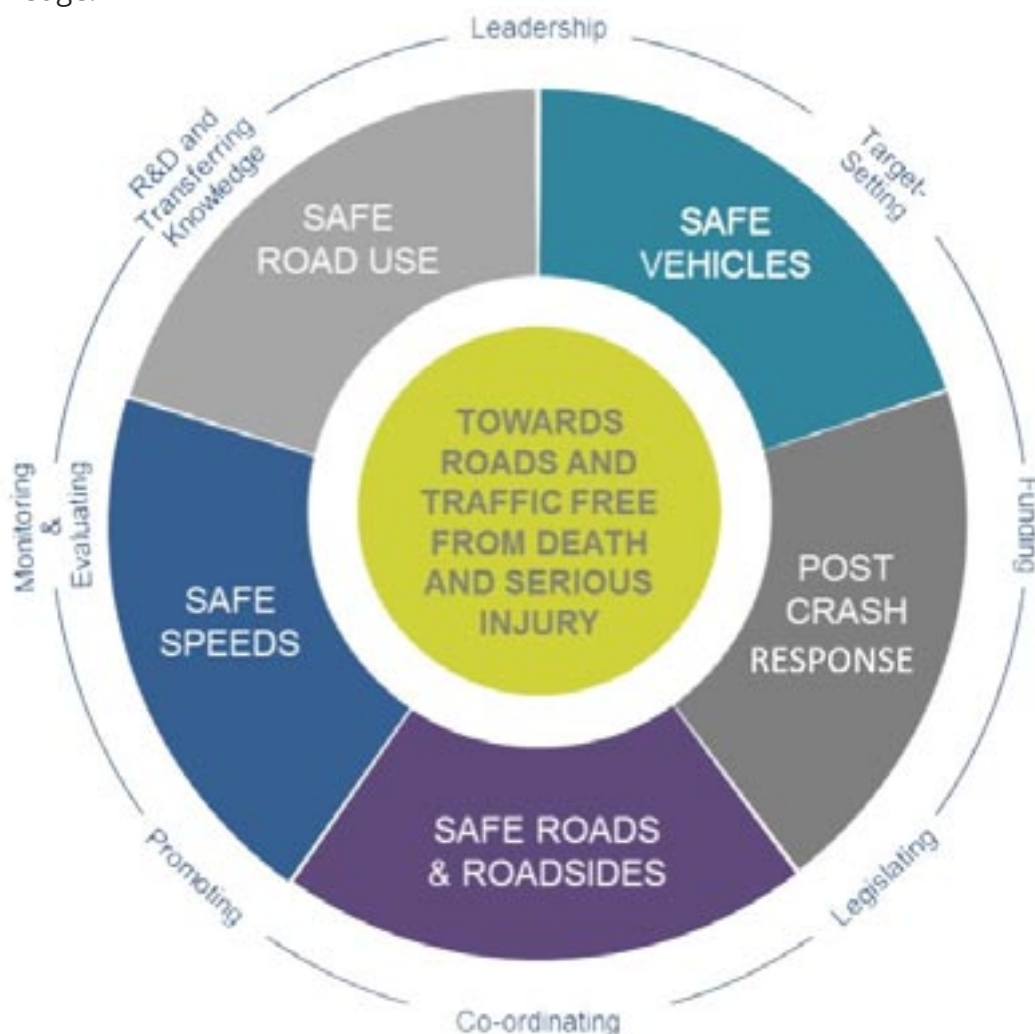 Leadership
Target-
Setting
Funding
Legislating
Co-ordinating
Promoting
Monitoring
&
Evaluating
R&D and
Transferring
Knowledge
SAFE
ROAD USE
SAFE
VEHICLES
POST
CRASH
RESPONSE
SAFE ROADS
& ROADSIDES
SAFE
SPEEDS
TOWARDS
ROADS AND
TRAFFIC FREE
FROM DEATH
AND SERIOUS
INJURY